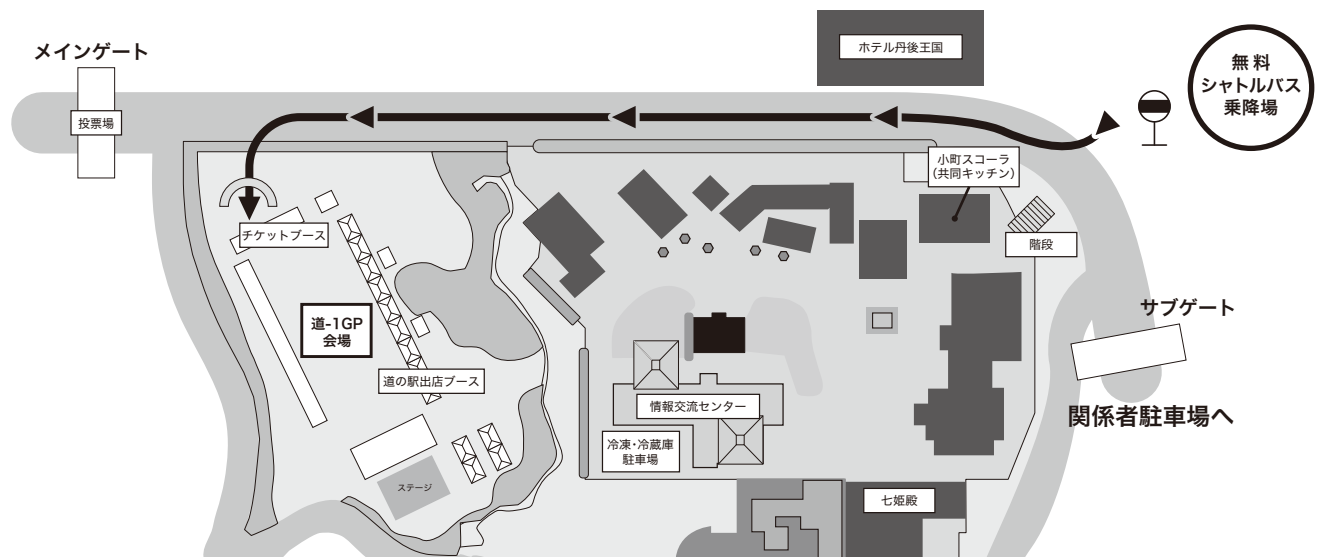 メインゲート
投票場
ホテル丹後王国
無料
シャトルバス
乗降場
小町スコーラ
(共同キッチン)
階段
チケットブース
サブゲート
道-1GP
会場
道の駅出店ブース
情報交流センター
関係者駐車場へ
冷凍・冷蔵庫
駐車場
ステージ
七姫殿